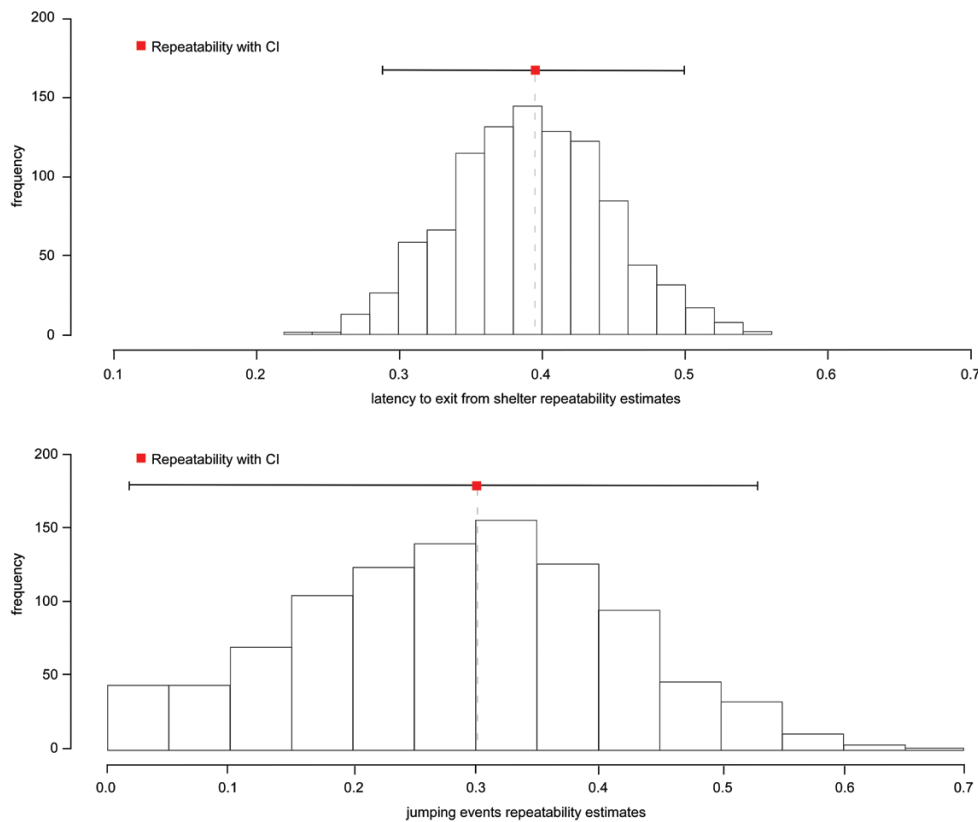 200
Repeatability with CI
150
100
50
0
frequency
0.1 0.2 0.3 0.4 0.5 0.6 0.7
latency to exit from shelter repeatability estimates
200
Repeatability with CI
150
100
50
0
frequency
0.0 0.1 0.2 0.3 0.4 0.5 0.6 0.7
jumping events repeatability estimates